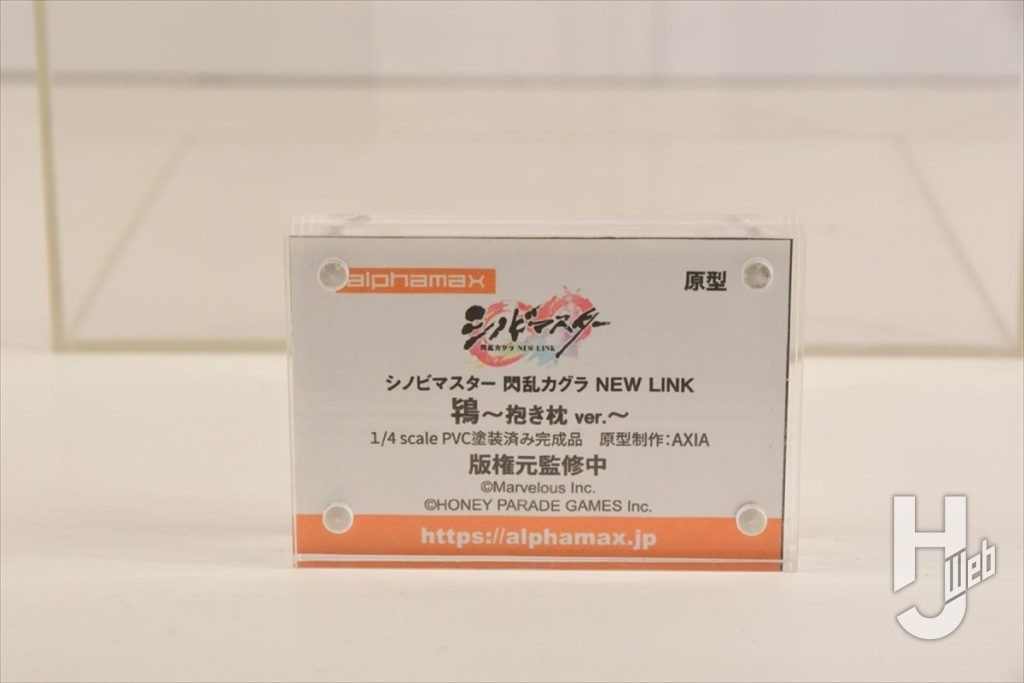 alphamax
原型
シノビマスター
閃乱カグラ NEW LINK
シノビマスター 閃乱カグラ NEW LINK
鴇〜抱き枕 ver.〜
1/4 scale PVC塗装済み完成品　原型制作：AXIA
版権元監修中
©Marvelous Inc.
©HONEY PARADE GAMES Inc.
https://alphamax.jp
HJ Web